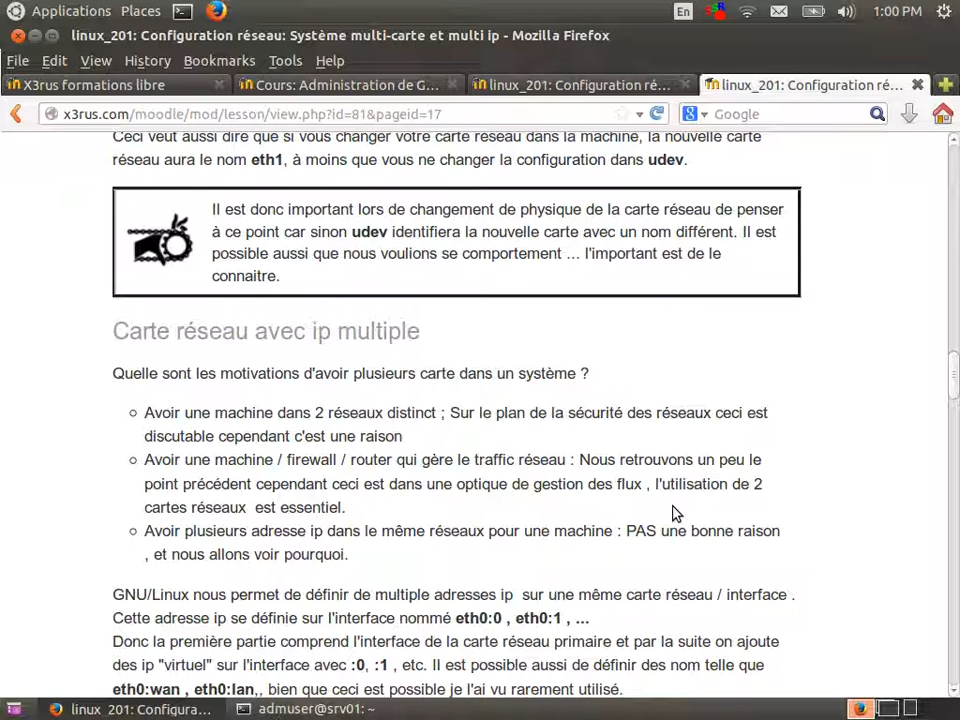 Applications Places En 1:00 PM
linux_201: Configuration réseau: Système multi-carte et multi ip - Mozilla Firefox
File Edit View History Bookmarks Tools Help
X3rus formations libre Cours: Administration de G... linux_201: Configuration ré... linux_201: Configuration ré...
x3rus.com/moodle/mod/lesson/view.php?id=81&pageid=17 Google
Ceci veut aussi dire que si vous changer votre carte réseau dans la machine, la nouvelle carte
réseau aura le nom eth1, à moins que vous ne changer la configuration dans udev.
Il est donc important lors de changement de physique de la carte réseau de penser
à ce point car sinon udev identifiera la nouvelle carte avec un nom différent. Il est
possible aussi que nous voulions se comportement ... l'important est de le
connaitre.
Carte réseau avec ip multiple
Quelle sont les motivations d'avoir plusieurs carte dans un système ?
Avoir une machine dans 2 réseaux distinct ; Sur le plan de la sécurité des réseaux ceci est
discutable cependant c'est une raison
Avoir une machine / firewall / router qui gère le traffic réseau : Nous retrouvons un peu le
point précédent cependant ceci est dans une optique de gestion des flux , l'utilisation de 2
cartes réseaux est essentiel.
Avoir plusieurs adresse ip dans le même réseaux pour une machine : PAS une bonne raison
, et nous allons voir pourquoi.
GNU/Linux nous permet de définir de multiple adresses ip sur une même carte réseau / interface .
Cette adresse ip se définie sur l'interface nommé eth0:0 , eth0:1 , ...
Donc la première partie comprend l'interface de la carte réseau primaire et par la suite on ajoute
des ip "virtuel" sur l'interface avec :0, :1 , etc. Il est possible aussi de définir des nom telle que
eth0:wan , eth0:lan,, bien que ceci est possible je l'ai vu rarement utilisé.
linux_201: Configura... admuser@srv01: ~